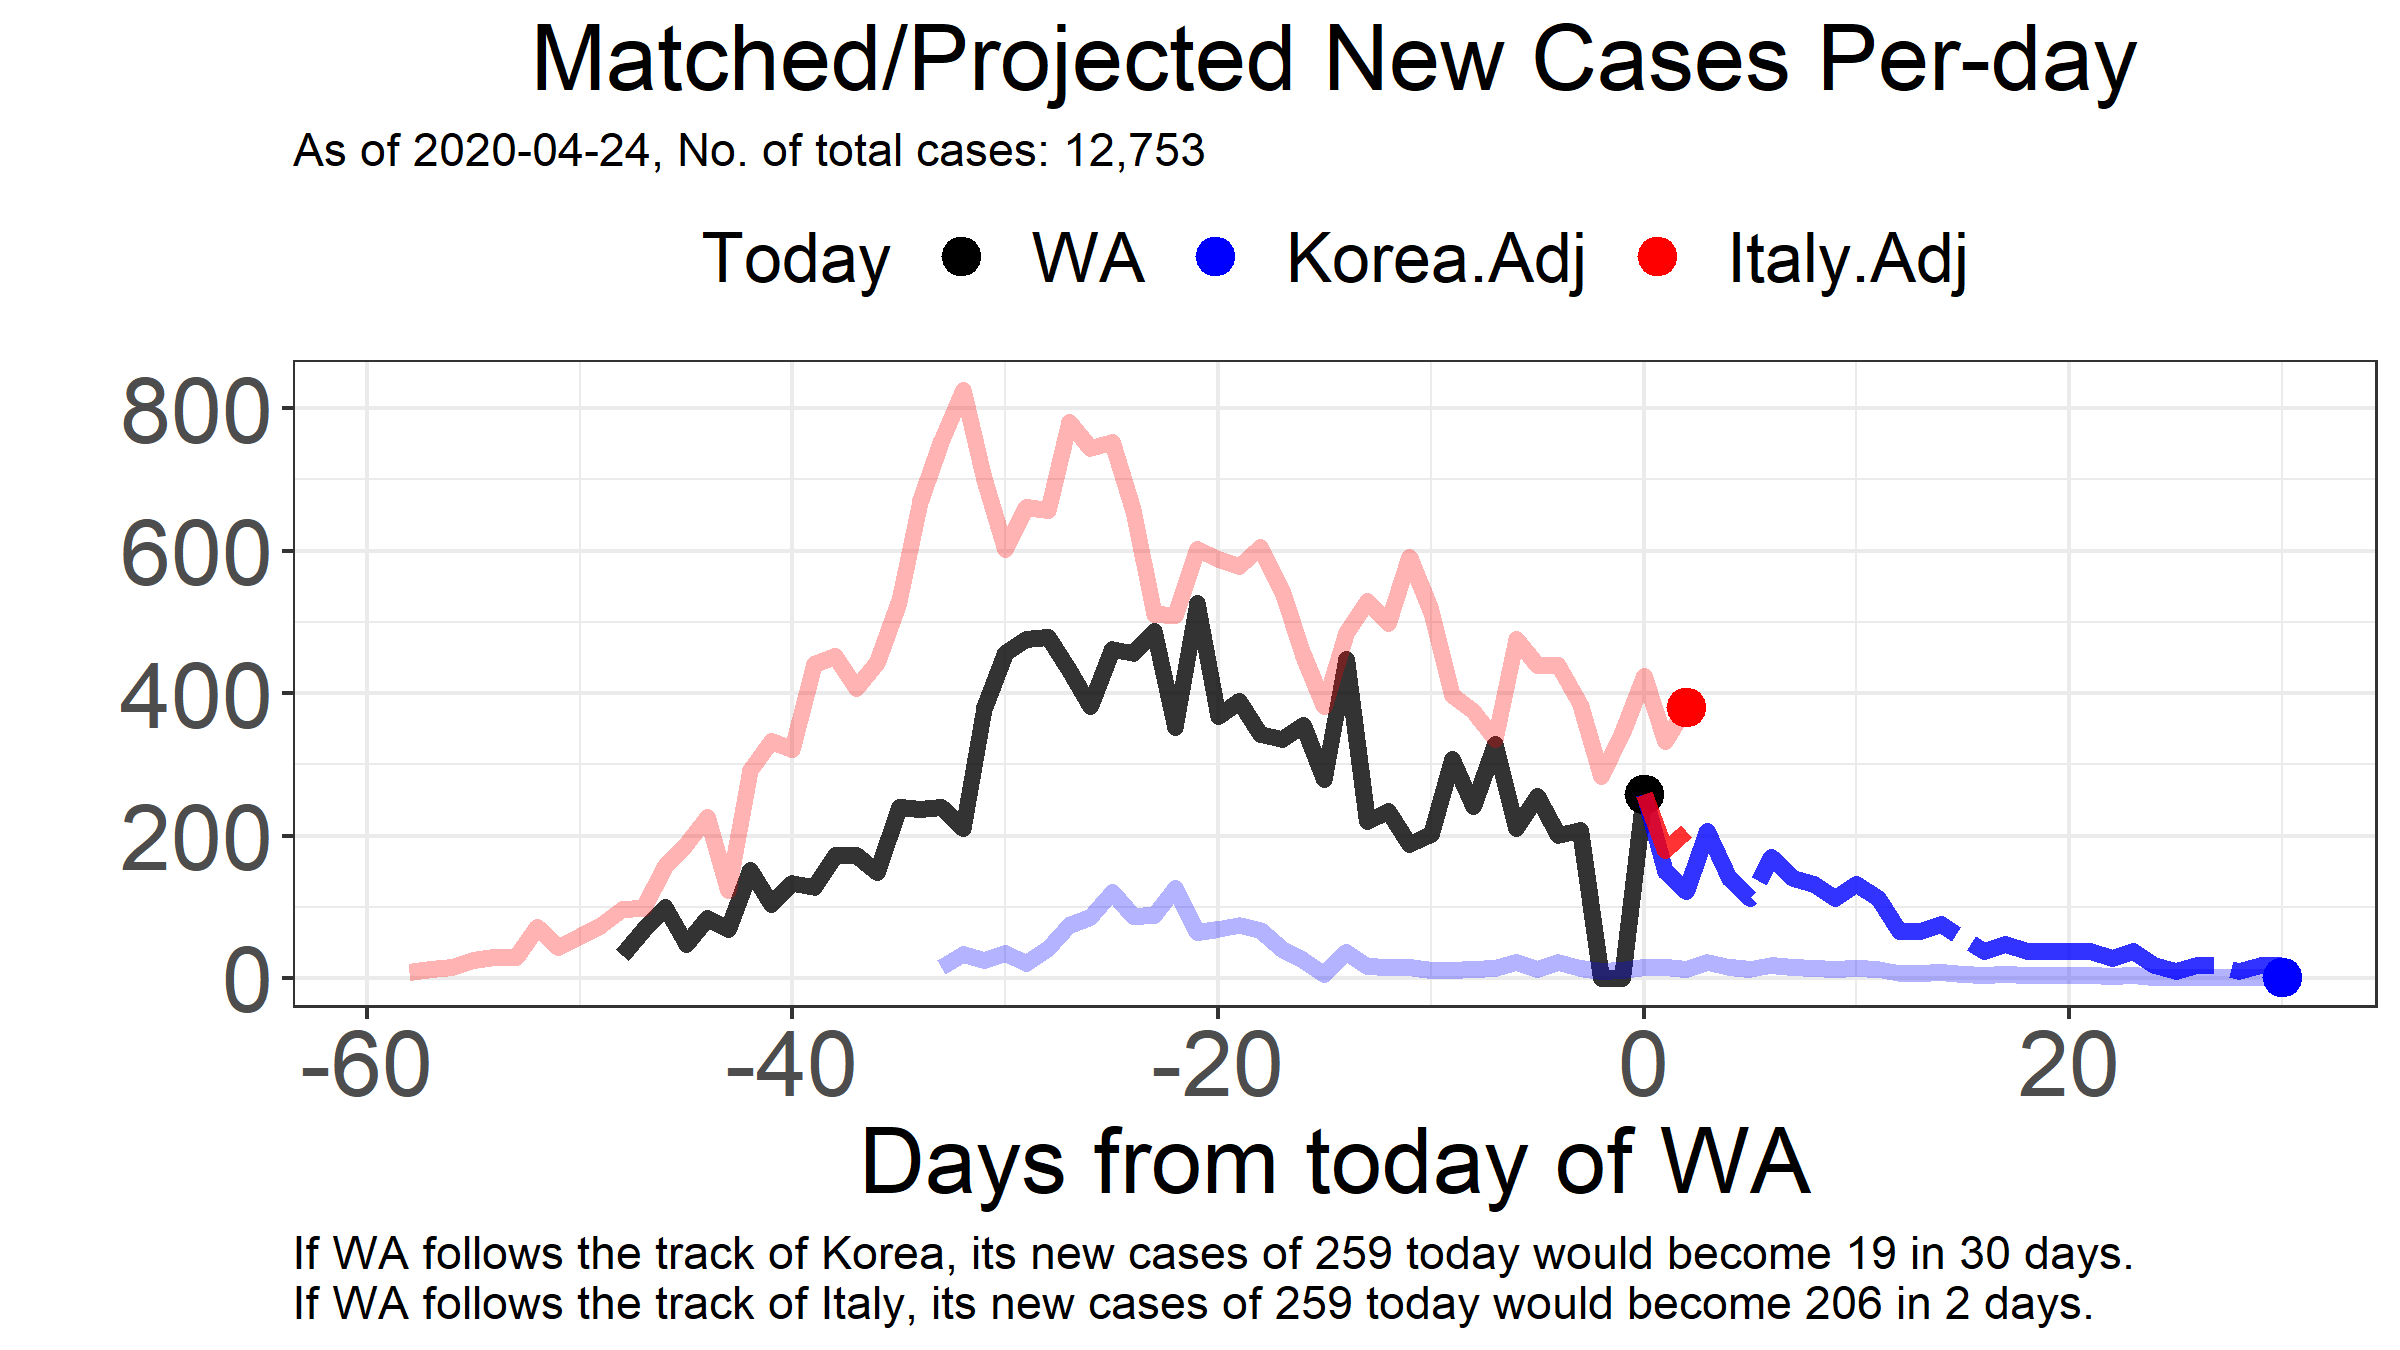 Matched/Projected New Cases Per-day
As of 2020-04-24, No. of total cases: 12,753
Today WA Korea.Adj Italy.Adj
800
600
400
200
0
-60 -40 -20 0 20
Days from today of WA
If WA follows the track of Korea, its new cases of 259 today would become 19 in 30 days.
If WA follows the track of Italy, its new cases of 259 today would become 206 in 2 days.